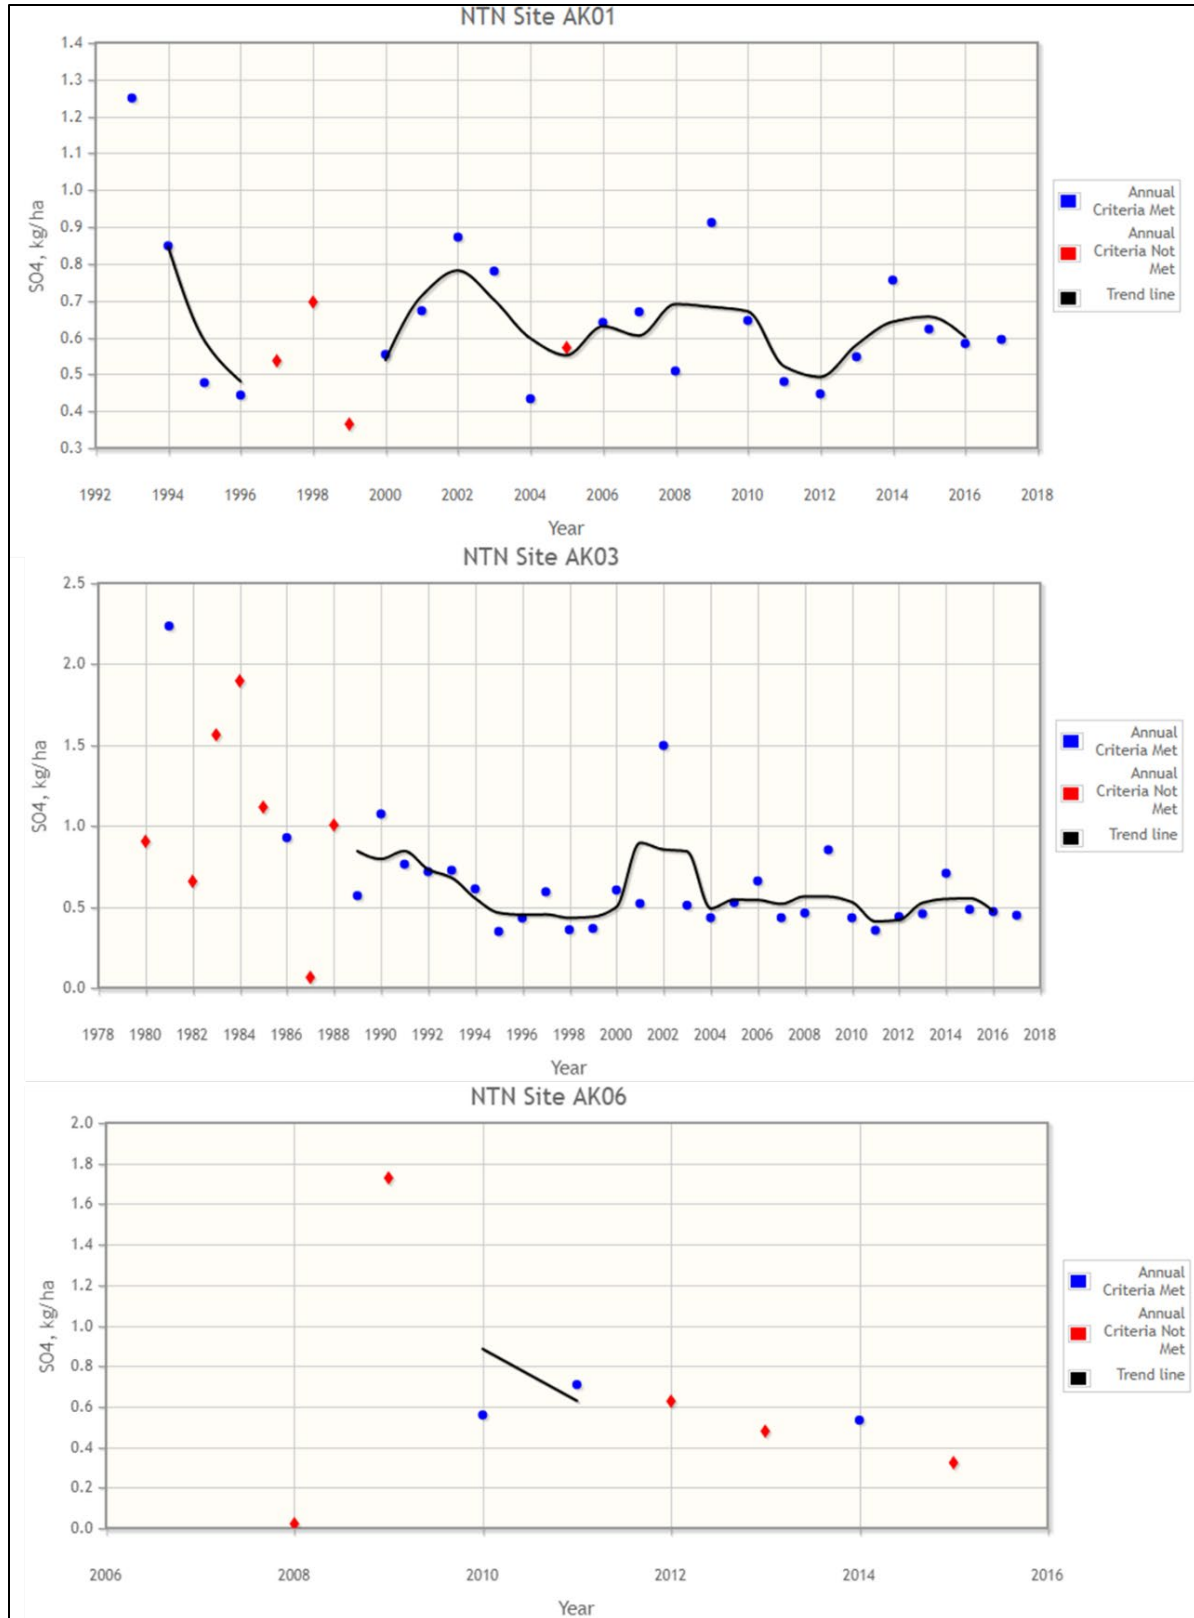 NTN Site AK01
1.4
1.3
1.2
1.1
1.0
0.9
0.8
0.7
0.6
0.5
0.4
0.3
SO4, kg/ha
1992 1994 1996 1998 2000 2002 2004 2006 2008 2010 2012 2014 2016 2018
Year
Annual
Criteria Met
Annual
Criteria Not
Met
Trend line
NTN Site AK03
2.5
2.0
1.5
1.0
0.5
0.0
SO4, kg/ha
1978 1980 1982 1984 1986 1988 1990 1992 1994 1996 1998 2000 2002 2004 2006 2008 2010 2012 2014 2016 2018
Year
Annual
Criteria Met
Annual
Criteria Not
Met
Trend line
NTN Site AK06
2.0
1.8
1.6
1.4
1.2
1.0
0.8
0.6
0.4
0.2
0.0
SO4, kg/ha
2006 2008 2010 2012 2014 2016
Year
Annual
Criteria Met
Annual
Criteria Not
Met
Trend line